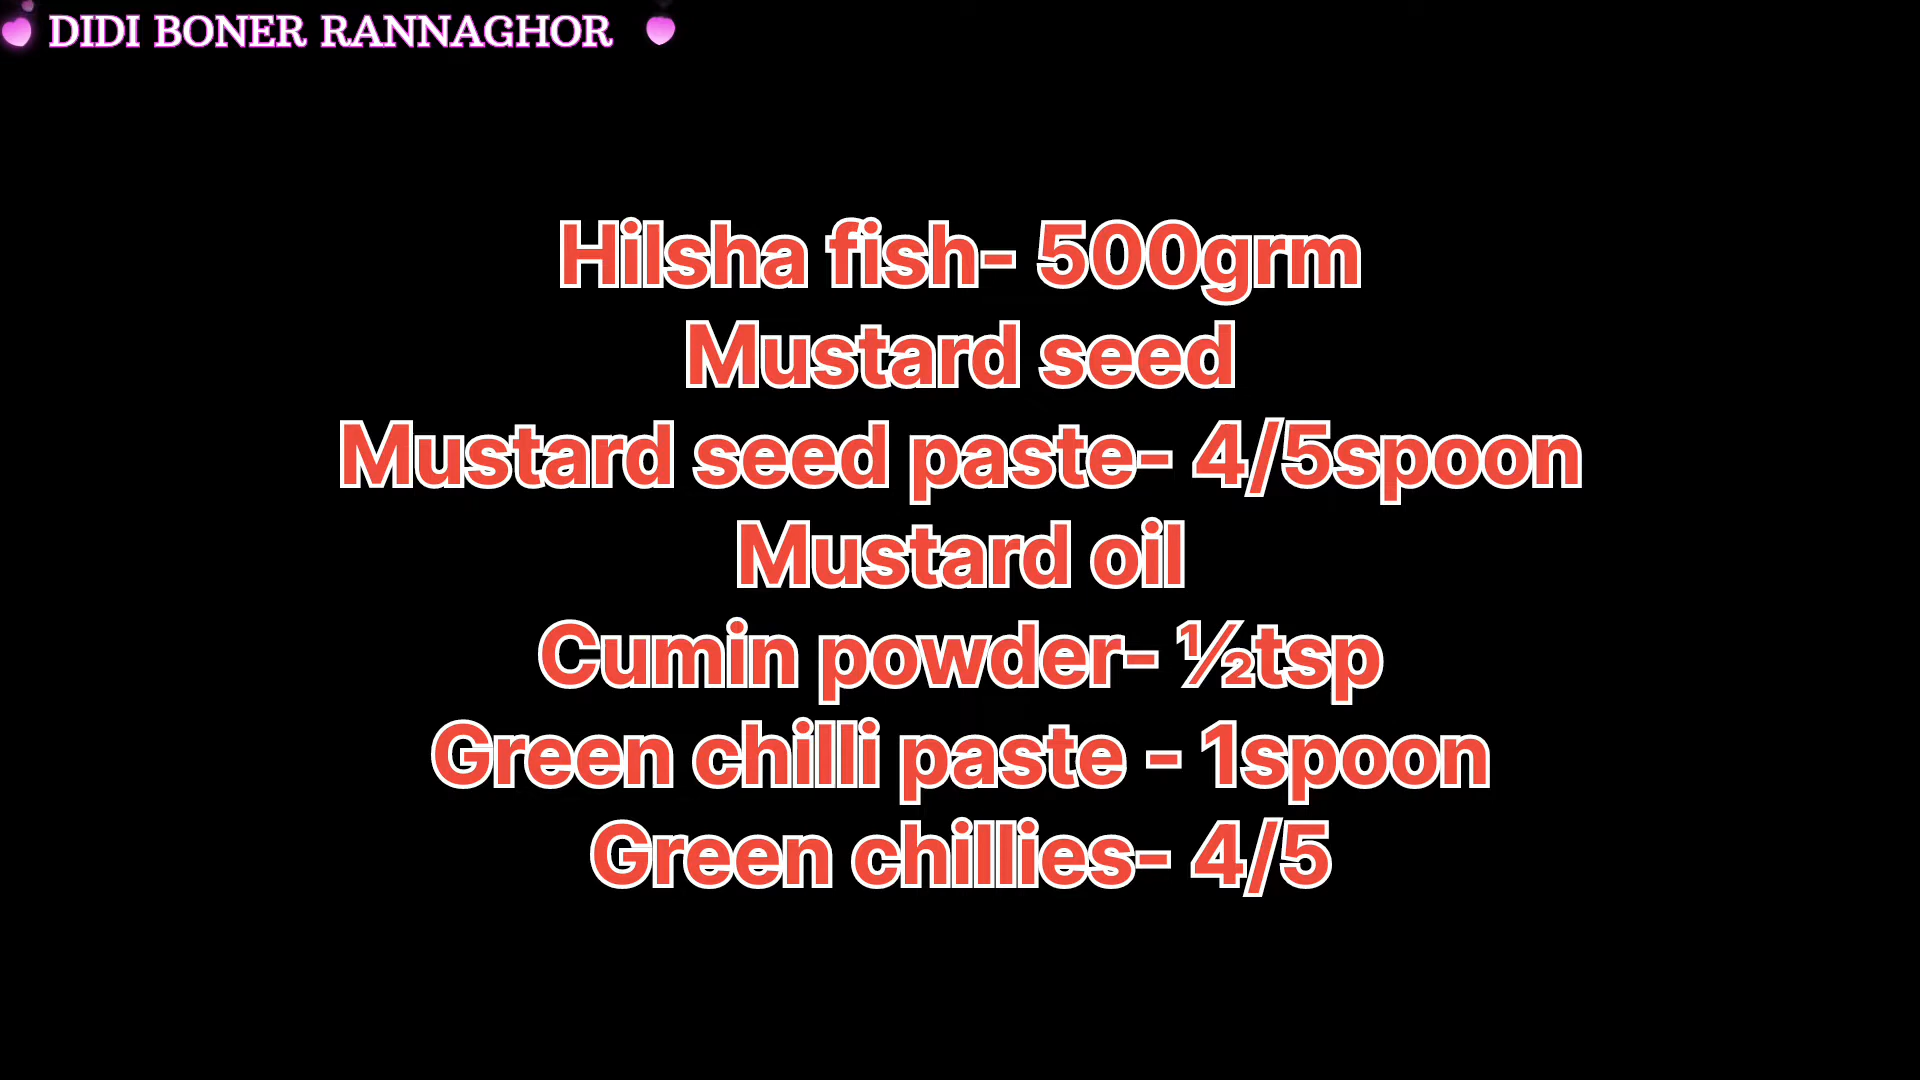 DIDI BONER RANNAGHOR
Hilsha fish- 500grm
Mustard seed
Mustard seed paste- 4/5spoon
Mustard oil
Cumin powder- ½tsp
Green chilli paste - 1spoon
Green chillies- 4/5